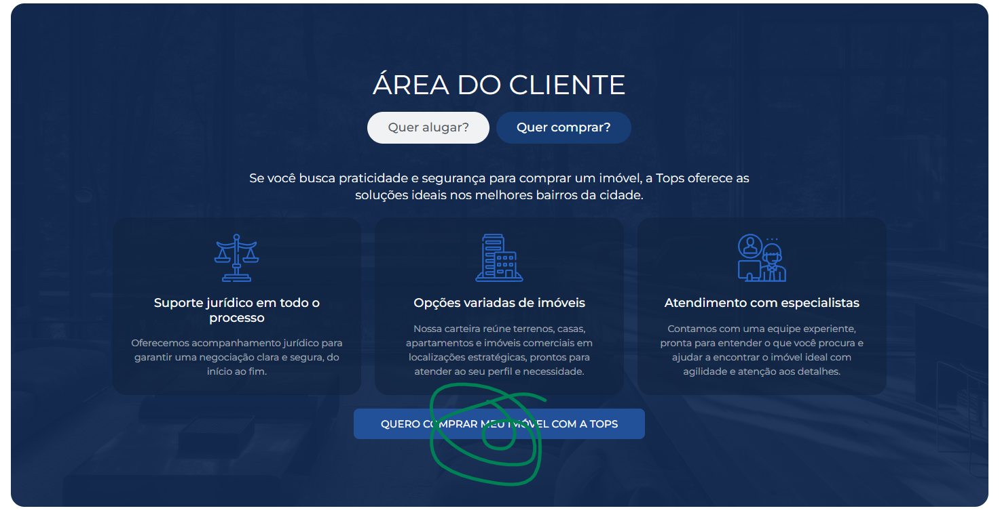 ÁREA DO CLIENTE
Quer alugar?
Quer comprar?
Se você busca praticidade e segurança para comprar um imóvel, a Tops oferece as
soluções ideais nos melhores bairros da cidade.
Suporte jurídico em todo o
processo
Oferecemos acompanhamento jurídico para
garantir uma negociação clara e segura, do
início ao fim.
Opções variadas de imóveis
Nossa carteira reúne terrenos, casas,
apartamentos e imóveis comerciais em
localizações estratégicas, prontos para
atender ao seu perfil e necessidade.
Atendimento com especialistas
Contamos com uma equipe experiente,
pronta para entender o que você procura e
ajudar a encontrar o imóvel ideal com
agilidade e atenção aos detalhes.
QUERO COMPRAR MEU IMÓVEL COM A TOPS